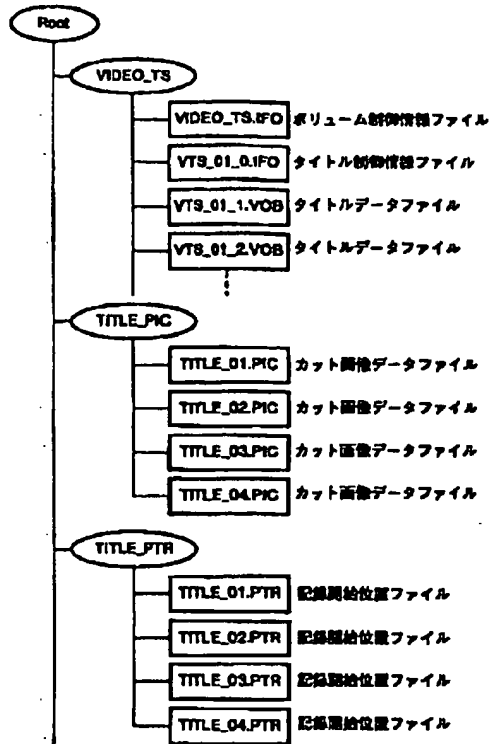 Root
VIDEO_TS
VIDEO_TS.IFO ボリューム制御情報ファイル
VTS_01_0.IFO タイトル制御情報ファイル
VTS_01_1.VOB タイトルデータファイル
VTS_01_2.VOB タイトルデータファイル
TITLE_PIC
TITLE_01.PIC カット画像データファイル
TITLE_02.PIC カット画像データファイル
TITLE_03.PIC カット画像データファイル
TITLE_04.PIC カット画像データファイル
TITLE_PTR
TITLE_01.PTR 記録開始位置ファイル
TITLE_02.PTR 記録開始位置ファイル
TITLE_03.PTR 記録開始位置ファイル
TITLE_04.PTR 記録開始位置ファイル